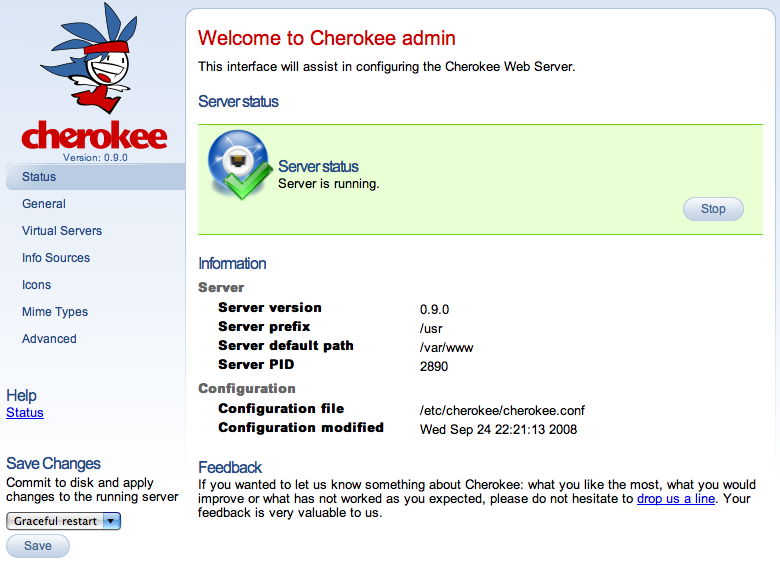 cherokee
Version: 0.9.0
Status
General
Virtual Servers
Info Sources
Icons
Mime Types
Advanced
Help
Status
Save Changes
Commit to disk and apply
changes to the running server
Graceful restart
Save
Welcome to Cherokee admin
This interface will assist in configuring the Cherokee Web Server.
Server status
Server status
Server is running.
Stop
Information
Server
Server version 0.9.0
Server prefix /usr
Server default path /var/www
Server PID 2890
Configuration
Configuration file /etc/cherokee/cherokee.conf
Configuration modified Wed Sep 24 22:21:13 2008
Feedback
If you wanted to let us know something about Cherokee: what you like the most, what you would
improve or what has not worked as you expected, please do not hesitate to drop us a line. Your
feedback is very valuable to us.